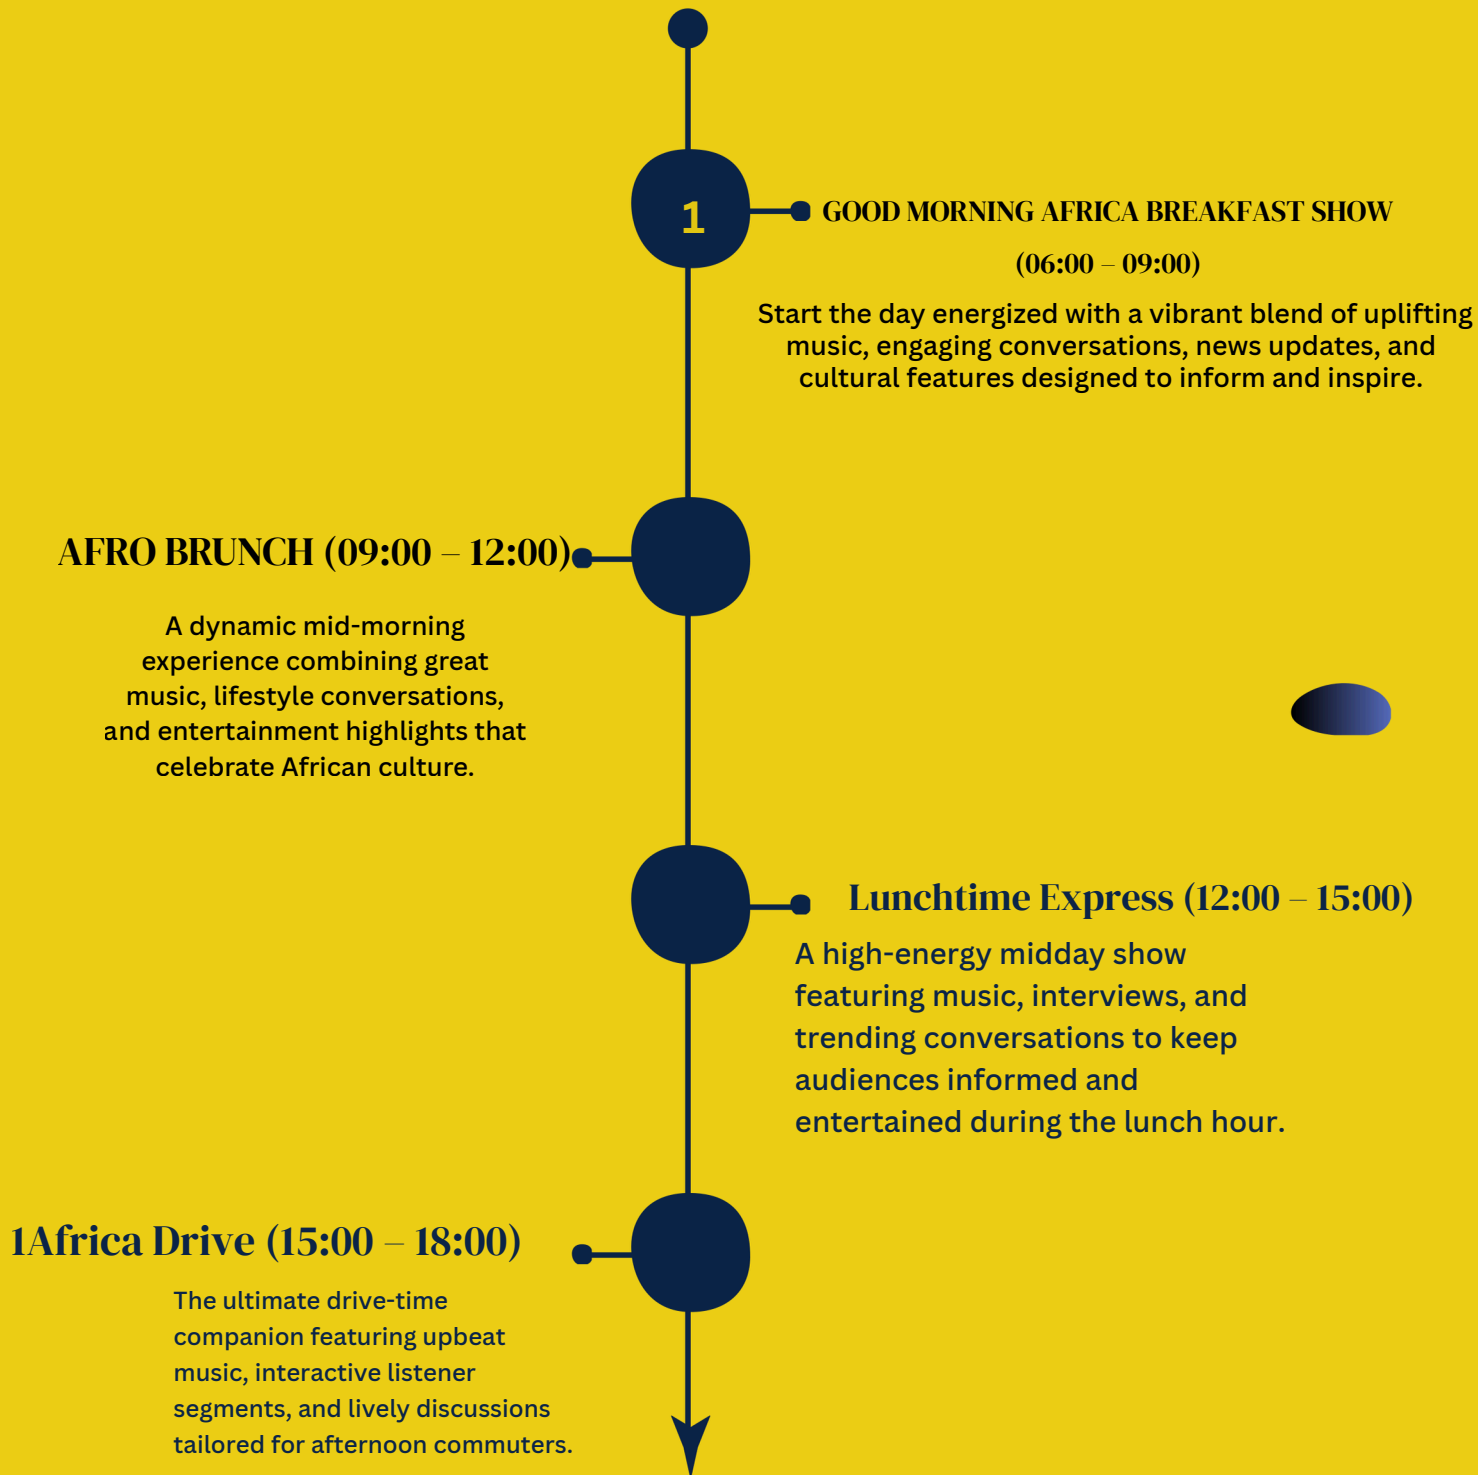 1
GOOD MORNING AFRICA BREAKFAST SHOW
(06:00 – 09:00)
Start the day energized with a vibrant blend of uplifting
music, engaging conversations, news updates, and
cultural features designed to inform and inspire.
AFRO BRUNCH (09:00 – 12:00)
A dynamic mid-morning
experience combining great
music, lifestyle conversations,
and entertainment highlights that
celebrate African culture.
Lunchtime Express (12:00 – 15:00)
A high-energy midday show
featuring music, interviews, and
trending conversations to keep
audiences informed and
entertained during the lunch hour.
1Africa Drive (15:00 – 18:00)
The ultimate drive-time
companion featuring upbeat
music, interactive listener
segments, and lively discussions
tailored for afternoon commuters.